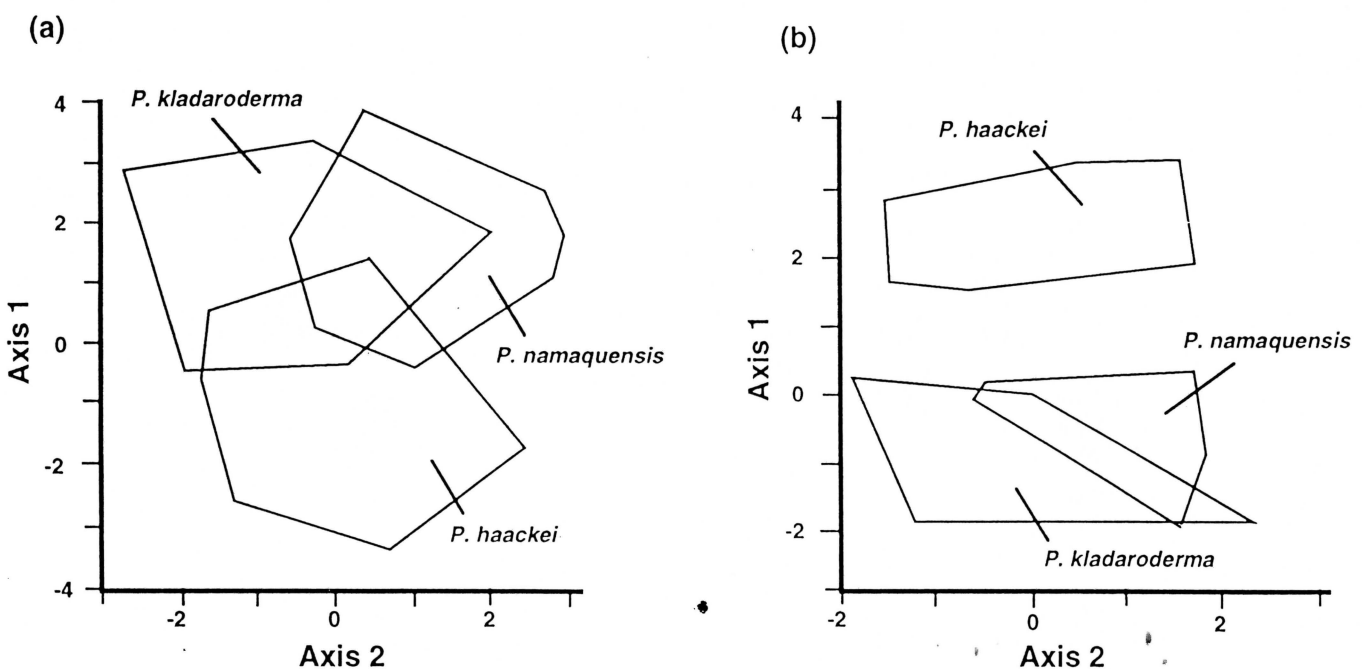 (a)
P. kladaroderma
4
2
0
-2
-4
Axis 1
P. namaquensis
P. haackei
-2
0
2
Axis 2
(b)
P. haackei
4
2
0
-2
Axis 1
P. namaquensis
P. kladaroderma
-2
0
2
Axis 2